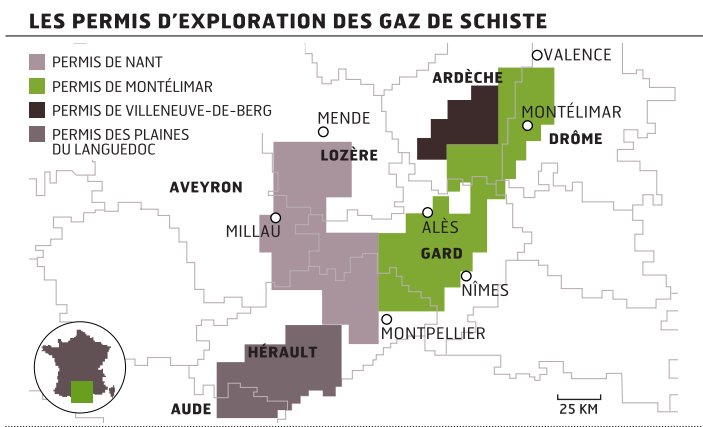 LES PERMIS D'EXPLORATION DES GAZ DE SCHISTE
PERMIS DE NANT
PERMIS DE MONTÉLIMAR
PERMIS DE VILLENEUVE-DE-BERG
PERMIS DES PLAINES
DU LANGUEDOC
VALENCE
ARDÈCHE
MONTÉLIMAR
DRÔME
MENDE
LOZÈRE
AVEYRON
MILLAU
ALÈS
GARD
NÎMES
MONTPELLIER
HÉRAULT
AUDE
25 KM